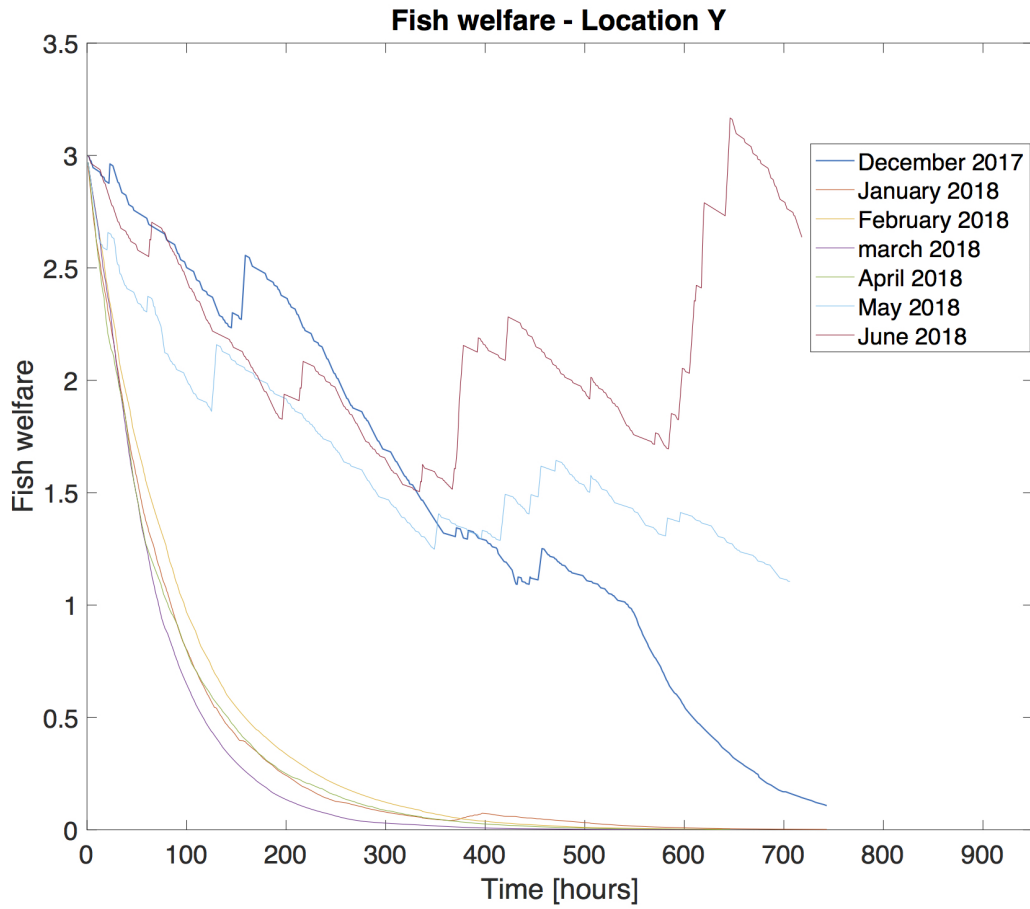 Fish welfare - Location Y
3.5
3
2.5
2
1.5
1
0.5
0
Fish welfare
0 100 200 300 400 500 600 700 800 900
Time [hours]
December 2017
January 2018
February 2018
march 2018
April 2018
May 2018
June 2018